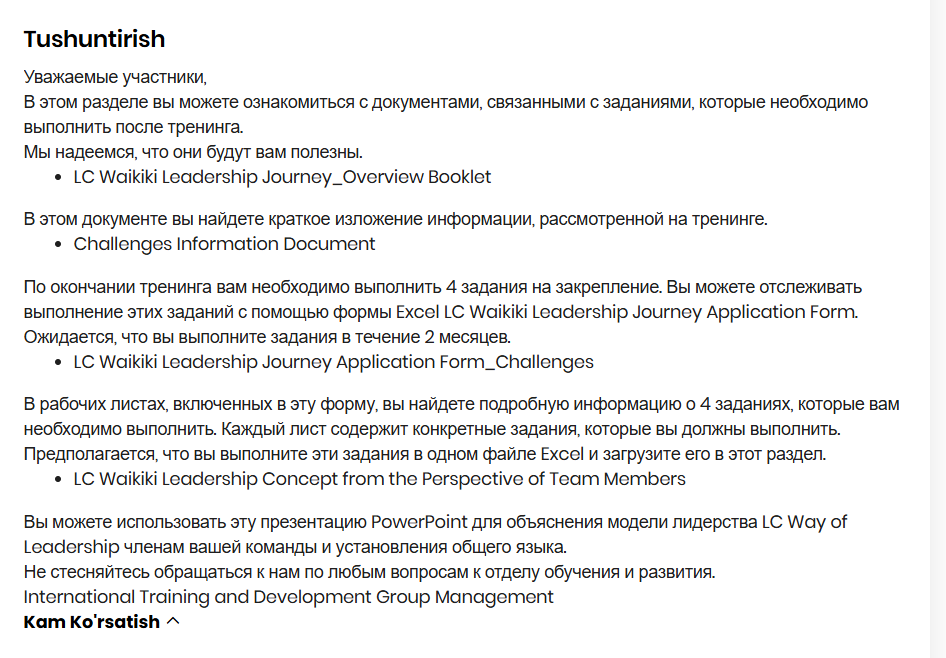 Tushuntirish
Уважаемые участники,
В этом разделе вы можете ознакомиться с документами, связанными с заданиями, которые необходимо
выполнить после тренинга.
Мы надеемся, что они будут вам полезны.
• LC Waikiki Leadership Journey_Overview Booklet
В этом документе вы найдете краткое изложение информации, рассмотренной на тренинге.
• Challenges Information Document
По окончании тренинга вам необходимо выполнить 4 задания на закрепление. Вы можете отслеживать
выполнение этих заданий с помощью формы Excel LC Waikiki Leadership Journey Application Form.
Ожидается, что вы выполните задания в течение 2 месяцев.
• LC Waikiki Leadership Journey Application Form_Challenges
В рабочих листах, включенных в эту форму, вы найдете подробную информацию о 4 заданиях, которые вам
необходимо выполнить. Каждый лист содержит конкретные задания, которые вы должны выполнить.
Предполагается, что вы выполните эти задания в одном файле Excel и загрузите его в этот раздел.
• LC Waikiki Leadership Concept from the Perspective of Team Members
Вы можете использовать эту презентацию PowerPoint для объяснения модели лидерства LC Way of
Leadership членам вашей команды и установления общего языка.
Не стесняйтесь обращаться к нам по любым вопросам к отделу обучения и развития.
International Training and Development Group Management
Kam Ko'rsatish